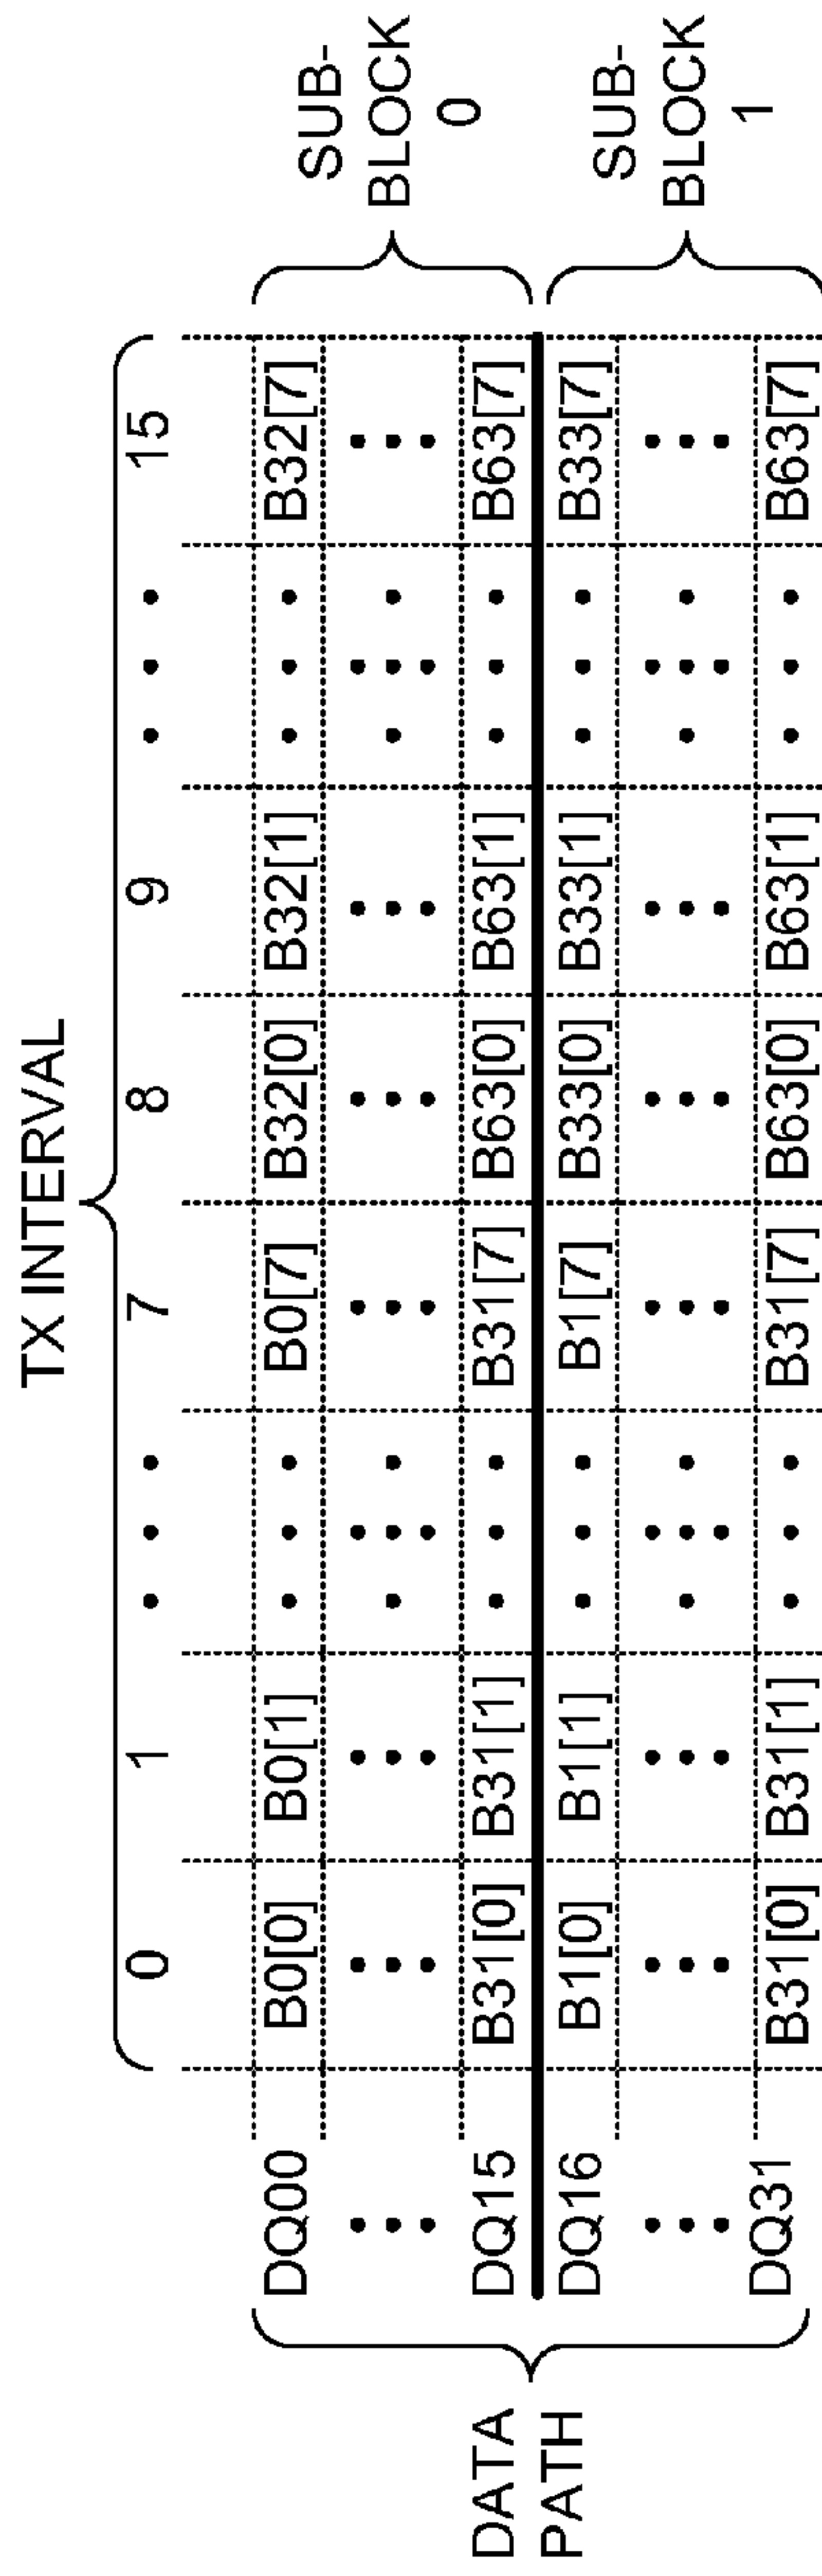 TX INTERVAL
0 1 • • • 7 8 9 • • • 15
DQ00 B0[0] B0[1] • • • B0[7] B32[0] B32[1] • • • B32[7]
DQ15 B31[0] B31[1] • • • B31[7] B63[0] B63[1] • • • B63[7]
DQ16 B1[0] B1[1] • • • B1[7] B33[0] B33[1] • • • B33[7]
DQ31 B31[0] B31[1] • • • B31[7] B63[0] B63[1] • • • B63[7]
DATA
PATH
SUB-
BLOCK
0
SUB-
BLOCK
1